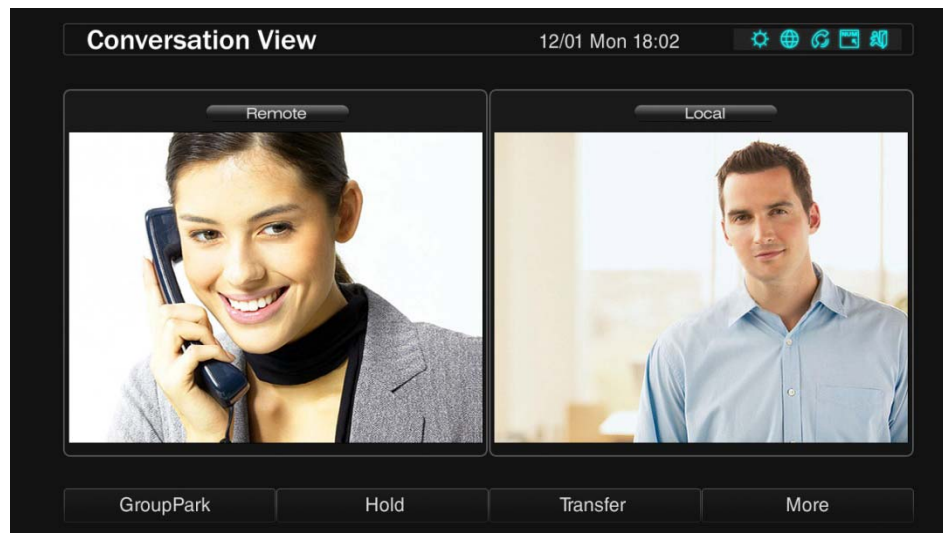 Conversation View
12/01 Mon 18:02
Remote
Local
GroupPark
Hold
Transfer
More